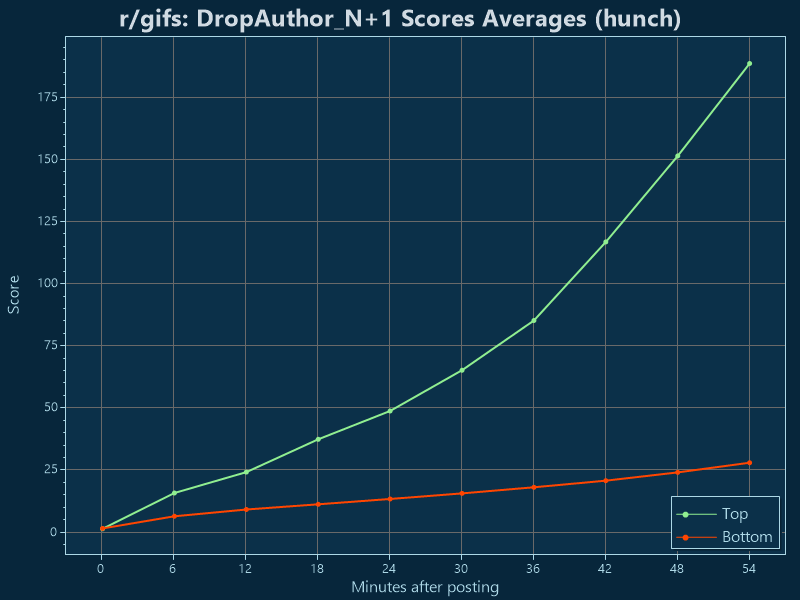 r/gifs: DropAuthor_N+1 Scores Averages (hunch)
175
150
125
100
75
50
25
0
Score
0 6 12 18 24 30 36 42 48 54
Minutes after posting
Top
Bottom